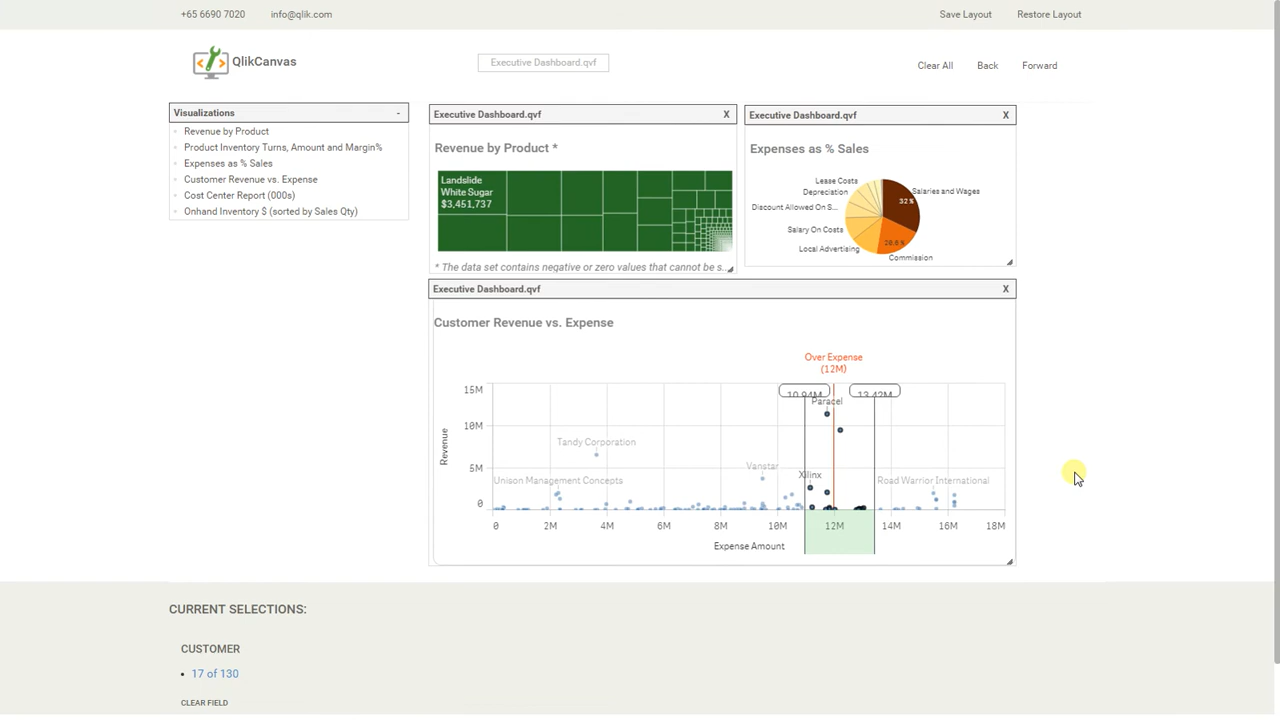 +65 6690 7020
info@qlik.com
Save Layout
Restore Layout
QlikCanvas
Executive Dashboard.qvf
Clear All
Back
Forward
Visualizations
-
Revenue by Product
Product Inventory Turns, Amount and Margin%
Expenses as % Sales
Customer Revenue vs. Expense
Cost Center Report (000s)
Onhand Inventory $ (sorted by Sales Qty)
Executive Dashboard.qvf
X
Revenue by Product *
Landslide
White Sugar
$3,451,737
* The data set contains negative or zero values that cannot be s...
Executive Dashboard.qvf
X
Expenses as % Sales
Lease Costs
Depreciation
Discount Allowed On S...
Salary On Costs
Local Advertising
Salaries and Wages
32%
20.6%
Commission
Executive Dashboard.qvf
X
Customer Revenue vs. Expense
Over Expense
(12M)
10.94M
13.42M
Paracel
Tandy Corporation
Vanstar
Xilinx
Unison Management Concepts
Road Warrior International
Revenue
15M
10M
5M
0
0
2M
4M
6M
8M
10M
12M
14M
16M
18M
Expense Amount
CURRENT SELECTIONS:
CUSTOMER
17 of 130
CLEAR FIELD